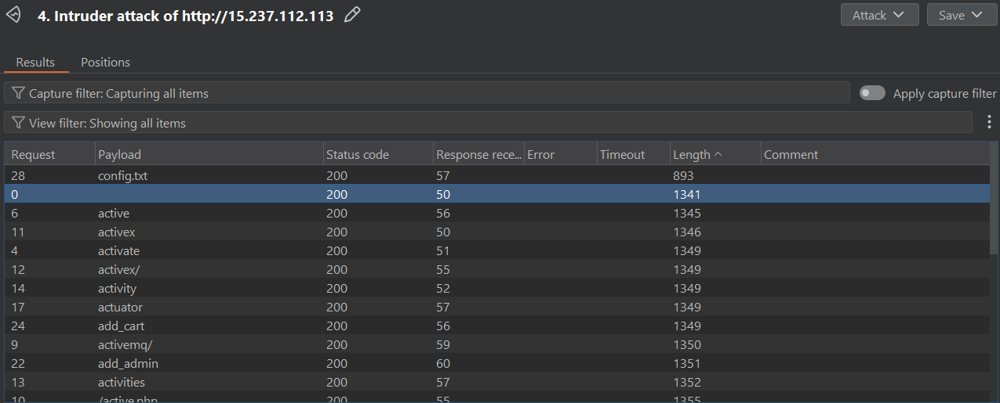 4. Intruder attack of http://15.237.112.113
Attack
Save
Results Positions
Capture filter: Capturing all items
Apply capture filter
View filter: Showing all items
Request Payload Status code Response rece... Error Timeout Length Comment
28 config.txt 200 57 893
0 200 50 1341
6 active 200 56 1345
11 activex 200 50 1346
4 activate 200 51 1349
12 activex/ 200 55 1349
14 activity 200 52 1349
17 actuator 200 57 1349
24 add_cart 200 56 1349
9 activemq/ 200 59 1350
22 add_admin 200 60 1351
13 activities 200 57 1352
10 /active.php 200 55 1355